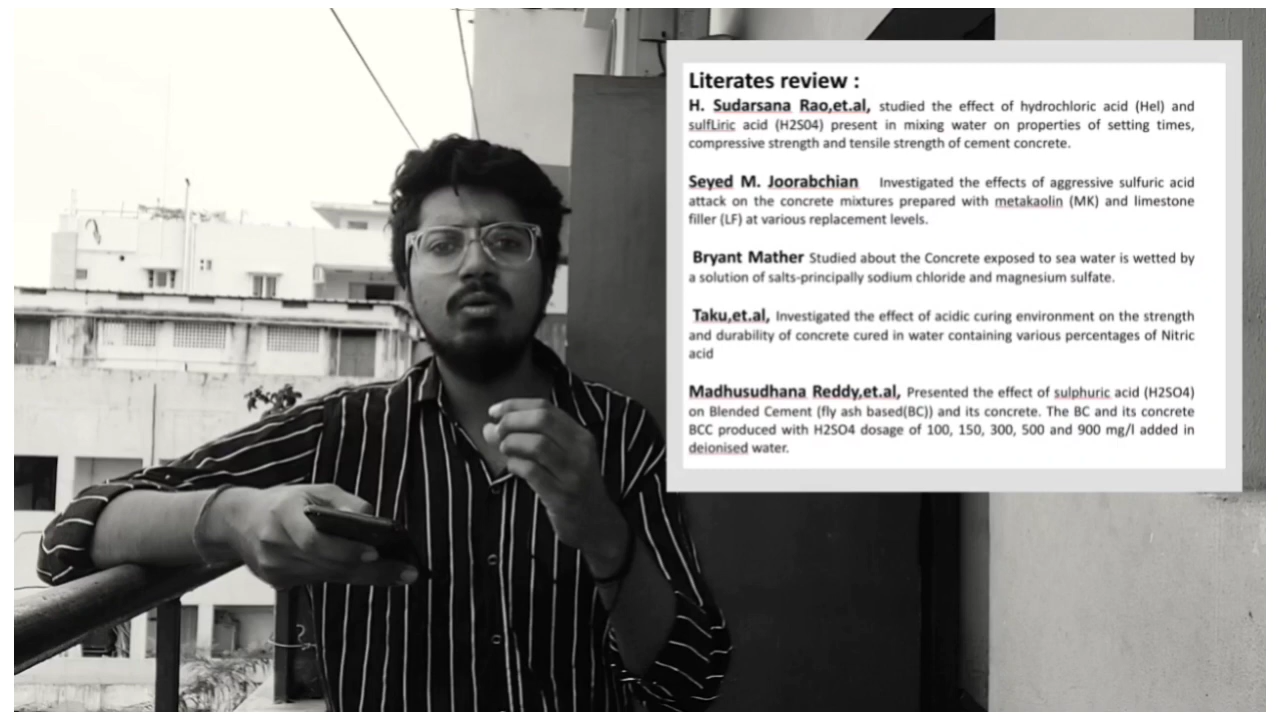 Literates review :
H. Sudarsana Rao,et.al, studied the effect of hydrochloric acid (Hel) and
sulfLiric acid (H2S04) present in mixing water on properties of setting times,
compressive strength and tensile strength of cement concrete.
Seyed M. Joorabchian Investigated the effects of aggressive sulfuric acid
attack on the concrete mixtures prepared with metakaolin (MK) and limestone
filler (LF) at various replacement levels.
Bryant Mather Studied about the Concrete exposed to sea water is wetted by
a solution of salts-principally sodium chloride and magnesium sulfate.
Taku,et.al, Investigated the effect of acidic curing environment on the strength
and durability of concrete cured in water containing various percentages of Nitric
acid
Madhusudhana Reddy,et.al, Presented the effect of sulphuric acid (H2SO4)
on Blended Cement (fly ash based(BC)) and its concrete. The BC and its concrete
BCC produced with H2SO4 dosage of 100, 150, 300, 500 and 900 mg/l added in
deionised water.